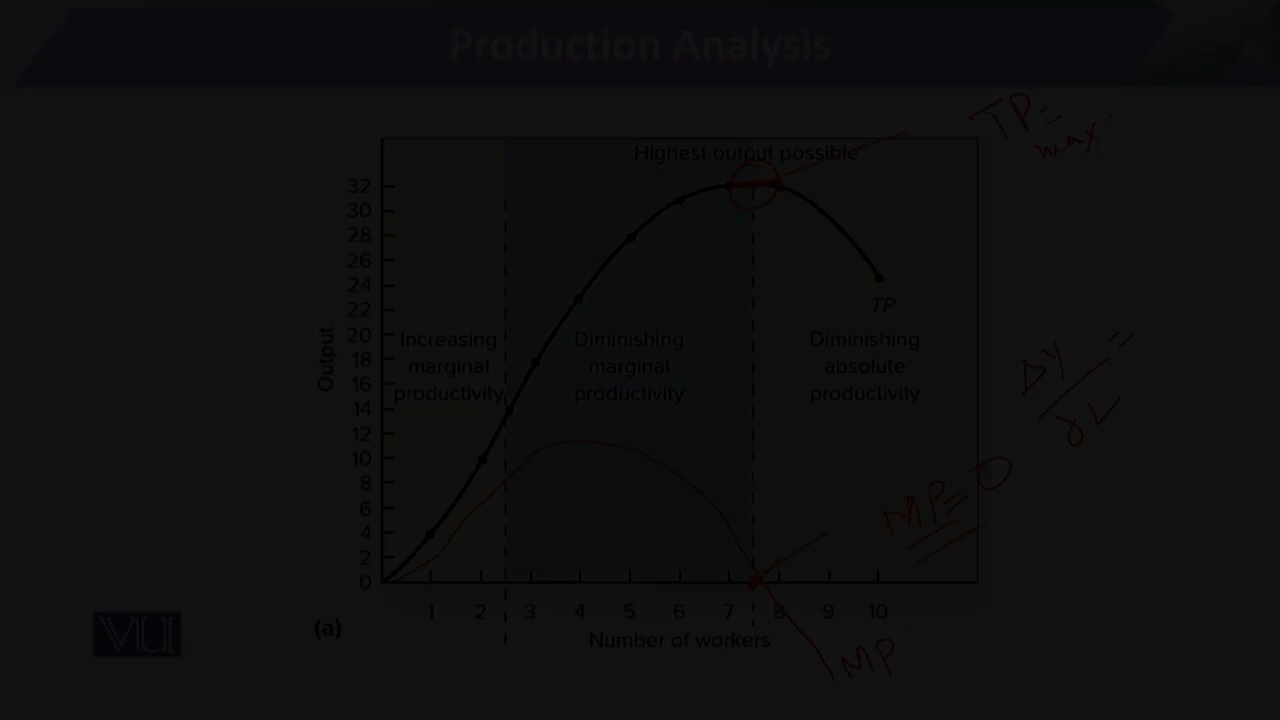 Production Analysis
TP=
max
Highest output possible
32
30
28
26
24
22
20
18
16
14
12
10
8
6
4
2
0
Output
TP
Increasing
marginal
productivity
Diminishing
marginal
productivity
Diminishing
absolute
productivity
MP=0
1 2 3 4 5 6 7 8 9 10
Number of workers
(a)
MP
VU